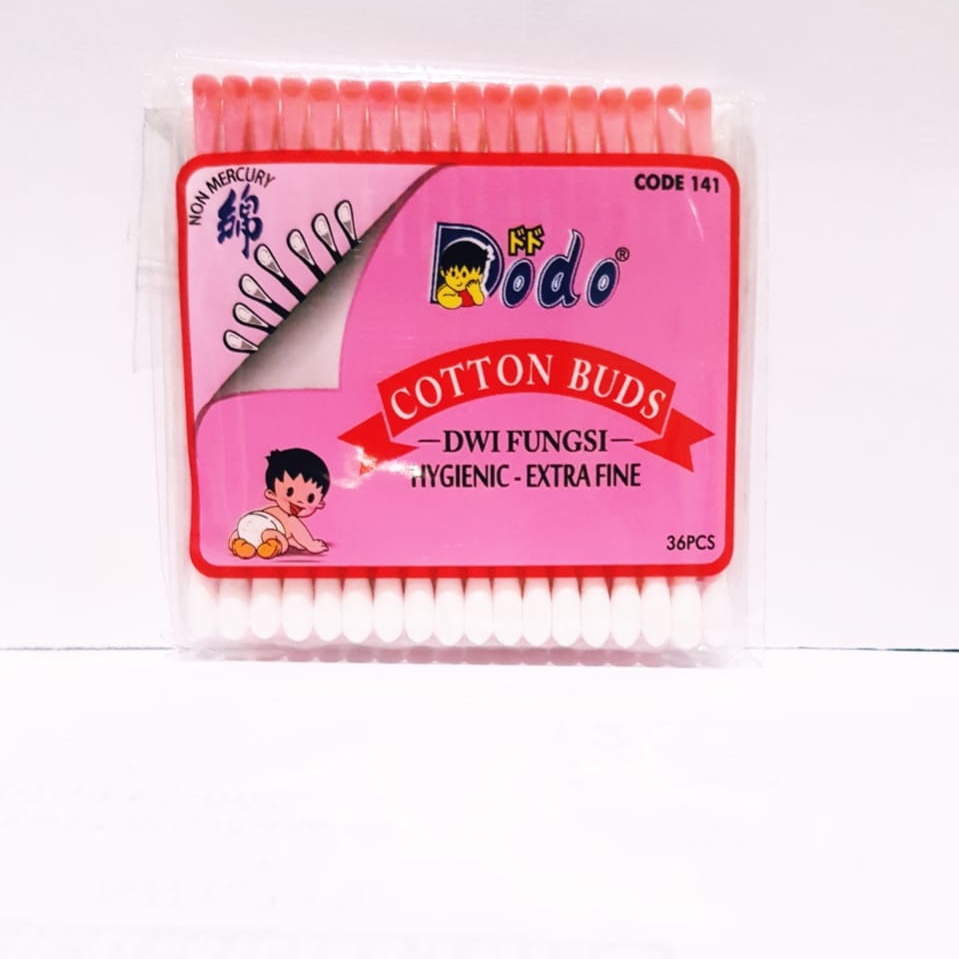 NON MERCURY
綿
CODE 141
ドド
Dodo®
COTTON BUDS
—DWI FUNGSI—
HYGIENIC - EXTRA FINE
36PCS